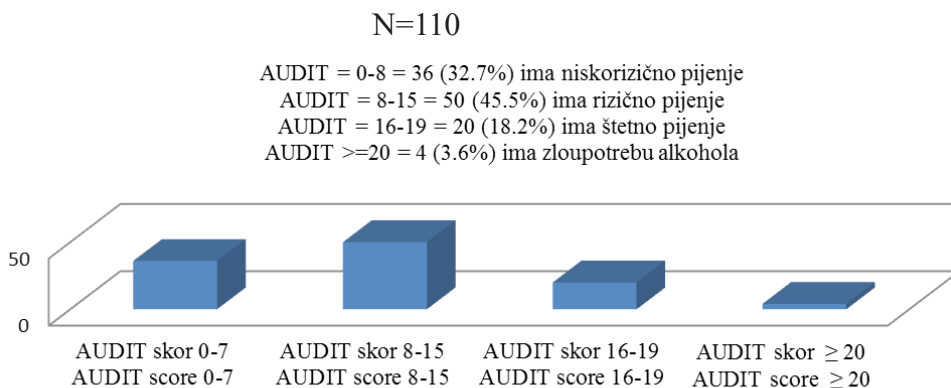 N=110
AUDIT = 0-8 = 36 (32.7%) ima niskorizično pijenje
AUDIT = 8-15 = 50 (45.5%) ima rizično pijenje
AUDIT = 16-19 = 20 (18.2%) ima štetno pijenje
AUDIT >=20 = 4 (3.6%) ima zloupotrebu alkohola
50
0
AUDIT skor 0-7
AUDIT score 0-7
AUDIT skor 8-15
AUDIT score 8-15
AUDIT skor 16-19
AUDIT score 16-19
AUDIT skor ≥ 20
AUDIT score ≥ 20